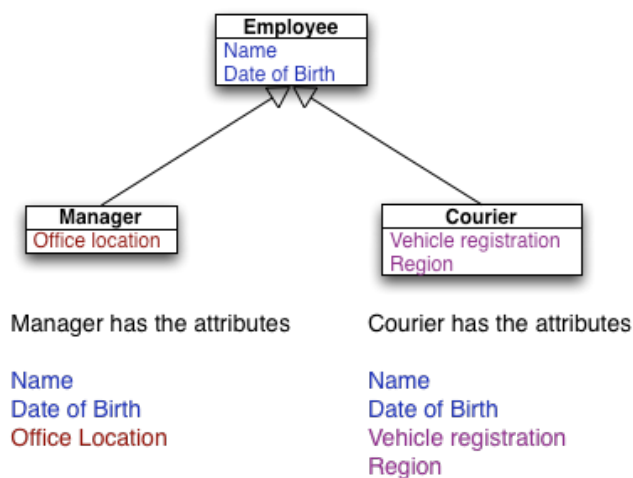 Employee
Name
Date of Birth
Manager
Office location
Courier
Vehicle registration
Region
Manager has the attributes
Name
Date of Birth
Office Location
Courier has the attributes
Name
Date of Birth
Vehicle registration
Region